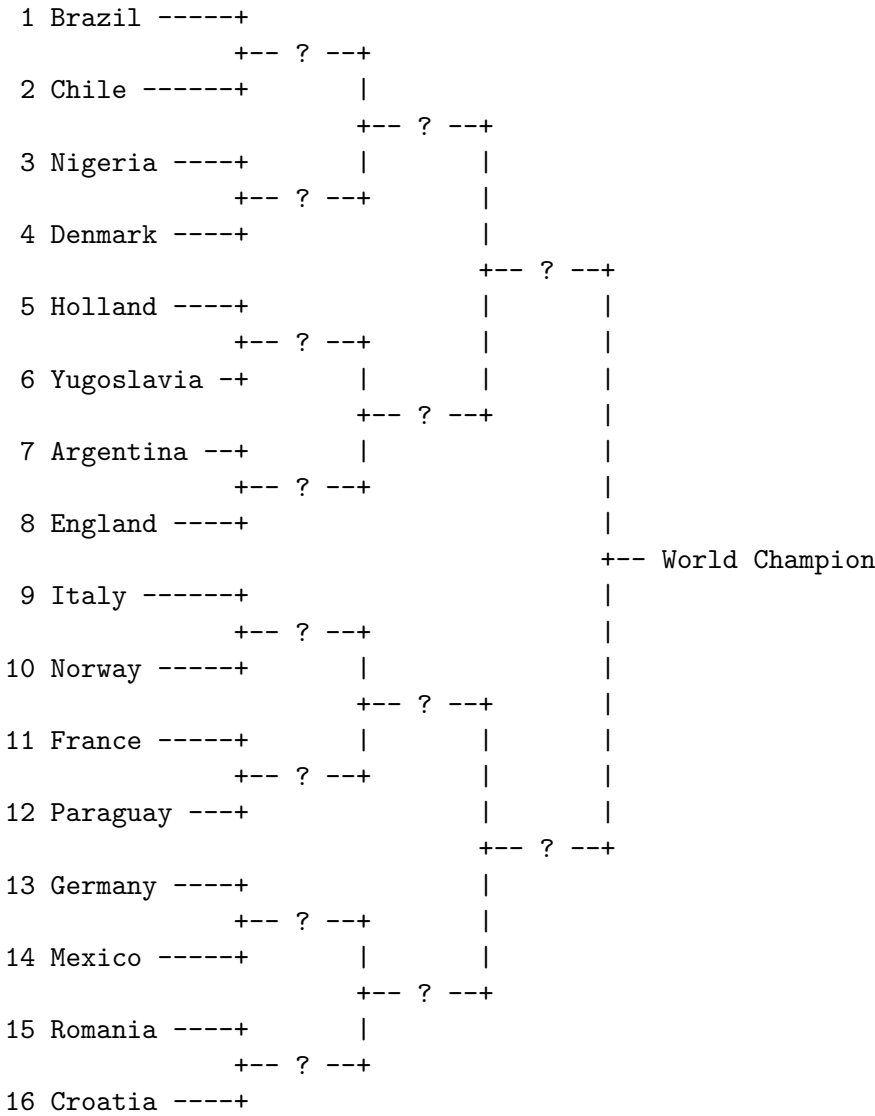 1 Brazil -----+
+-- ? --+
2 Chile ------+ |
+-- ? --+
3 Nigeria ----+ | |
+-- ? --+ |
4 Denmark ----+ |
+-- ? --+
5 Holland ----+ | |
+-- ? --+ | |
6 Yugoslavia -+ | | |
+-- ? --+ |
7 Argentina --+ | |
+-- ? --+ |
8 England ----+ |
+-- World Champion
9 Italy ------+ |
+-- ? --+ |
10 Norway -----+ | |
+-- ? --+ |
11 France -----+ | | |
+-- ? --+ | |
12 Paraguay ---+ | |
+-- ? --+
13 Germany ----+ |
+-- ? --+ |
14 Mexico -----+ | |
+-- ? --+
15 Romania ----+ |
+-- ? --+
16 Croatia ----+